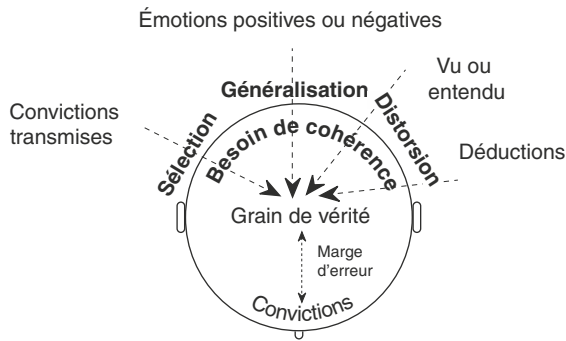 Émotions positives ou négatives
Généralisation
Vu ou
entendu
Convictions
transmises
Sélection
Besoin de cohérence
Distorsion
Déductions
Grain de vérité
Marge
d'erreur
Convictions